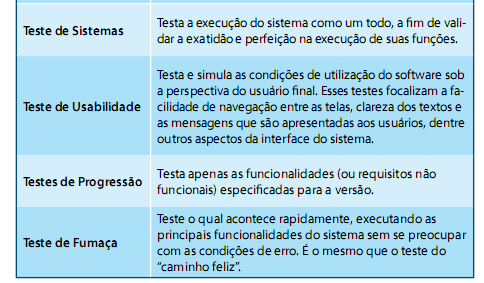 Teste de Sistemas
Testa a execução do sistema como um todo, a fim de vali-
dar a exatidão e perfeição na execução de suas funções.
Teste de Usabilidade
Testa e simula as condições de utilização do software sob
a perspectiva do usuário final. Esses testes focalizam a fa-
cilidade de navegação entre as telas, clareza dos textos e
as mensagens que são apresentadas aos usuários, dentre
outros aspectos da interface do sistema.
Testes de Progressão
Testa apenas as funcionalidades (ou requisitos não
funcionais) especificadas para a versão.
Teste de Fumaça
Teste o qual acontece rapidamente, executando as
principais funcionalidades do sistema sem se preocupar
com as condições de erro. É o mesmo que o teste do
“caminho feliz”.